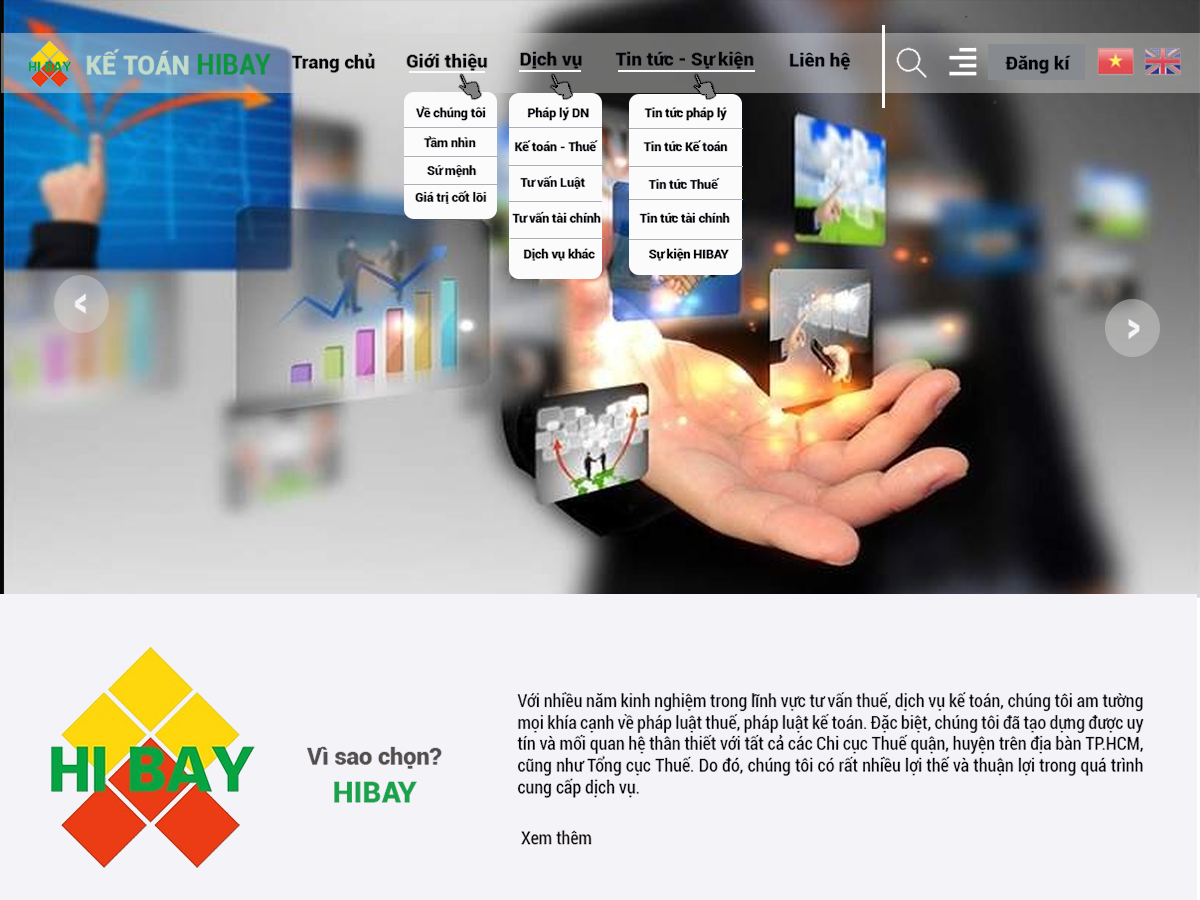 HI BAY
KẾ TOÁN HIBAY
Trang chủ
Giới thiệu
Dịch vụ
Tin tức - Sự kiện
Liên hệ
Đăng kí
Về chúng tôi
Tầm nhìn
Sứ mệnh
Giá trị cốt lõi
Pháp lý DN
Kế toán - Thuế
Tư vấn Luật
Tư vấn tài chính
Dịch vụ khác
Tin tức pháp lý
Tin tức Kế toán
Tin tức Thuế
Tin tức tài chính
Sự kiện HIBAY
HI BAY
Vì sao chọn?
HIBAY
Với nhiều năm kinh nghiệm trong lĩnh vực tư vấn thuế, dịch vụ kế toán, chúng tôi am tường
mọi khía cạnh về pháp luật thuế, pháp luật kế toán. Đặc biệt, chúng tôi đã tạo dựng được uy
tín và mối quan hệ thân thiết với tất cả các Chi cục Thuế quận, huyện trên địa bàn TP.HCM,
cũng như Tổng cục Thuế. Do đó, chúng tôi có rất nhiều lợi thế và thuận lợi trong quá trình
cung cấp dịch vụ.
Xem thêm